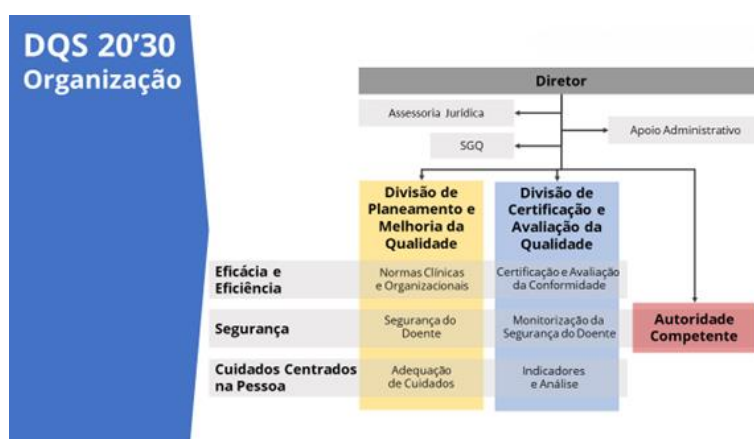 DQS 20'30
Organização
Diretor
Assessoria Jurídica
Apoio Administrativo
SGQ
Divisão de
Planeamento e
Melhoria da
Qualidade
Divisão de
Certificação e
Avaliação da
Qualidade
Eficácia e
Eficiência
Normas Clínicas
e Organizacionais
Certificação e Avaliação
da Conformidade
Segurança
Segurança do
Doente
Monitorização da
Segurança do Doente
Autoridade
Competente
Cuidados Centrados
na Pessoa
Adequação
de Cuidados
Indicadores
e Análise